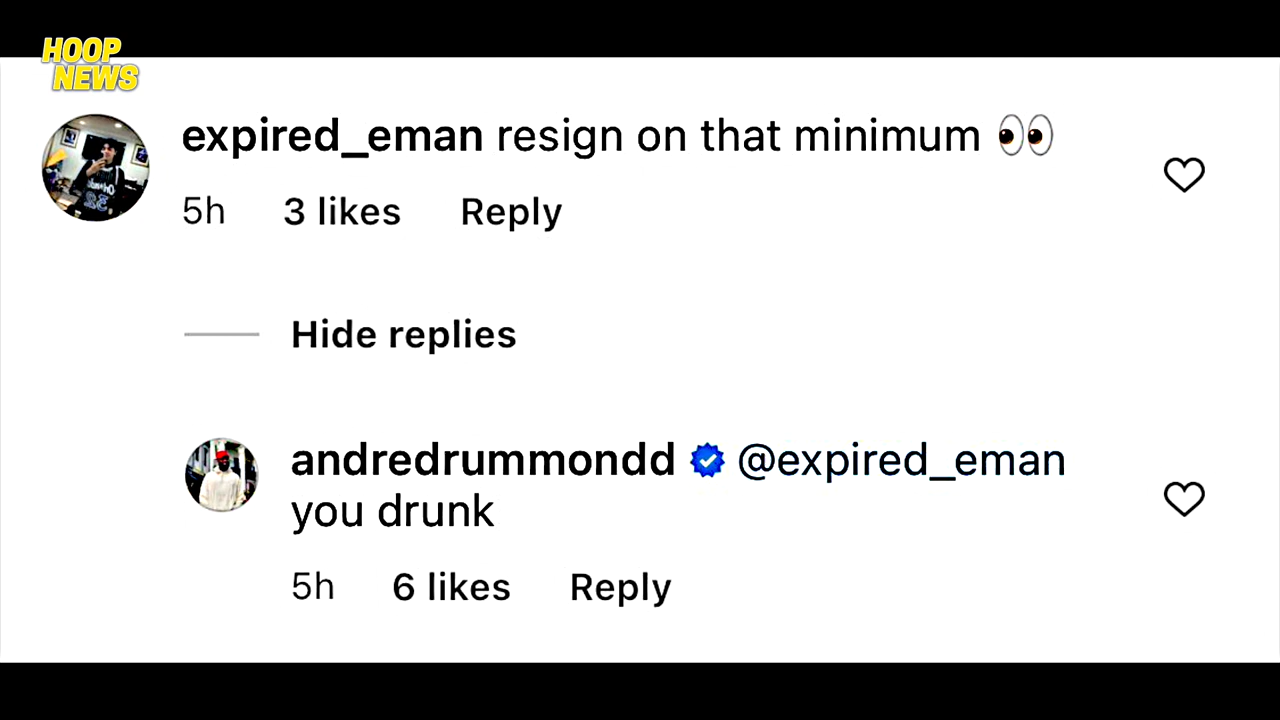 HOOP
NEWS
expired_eman resign on that minimum 👀
5h 3 likes Reply
Hide replies
andredrummondd @expired_eman
you drunk
5h 6 likes Reply